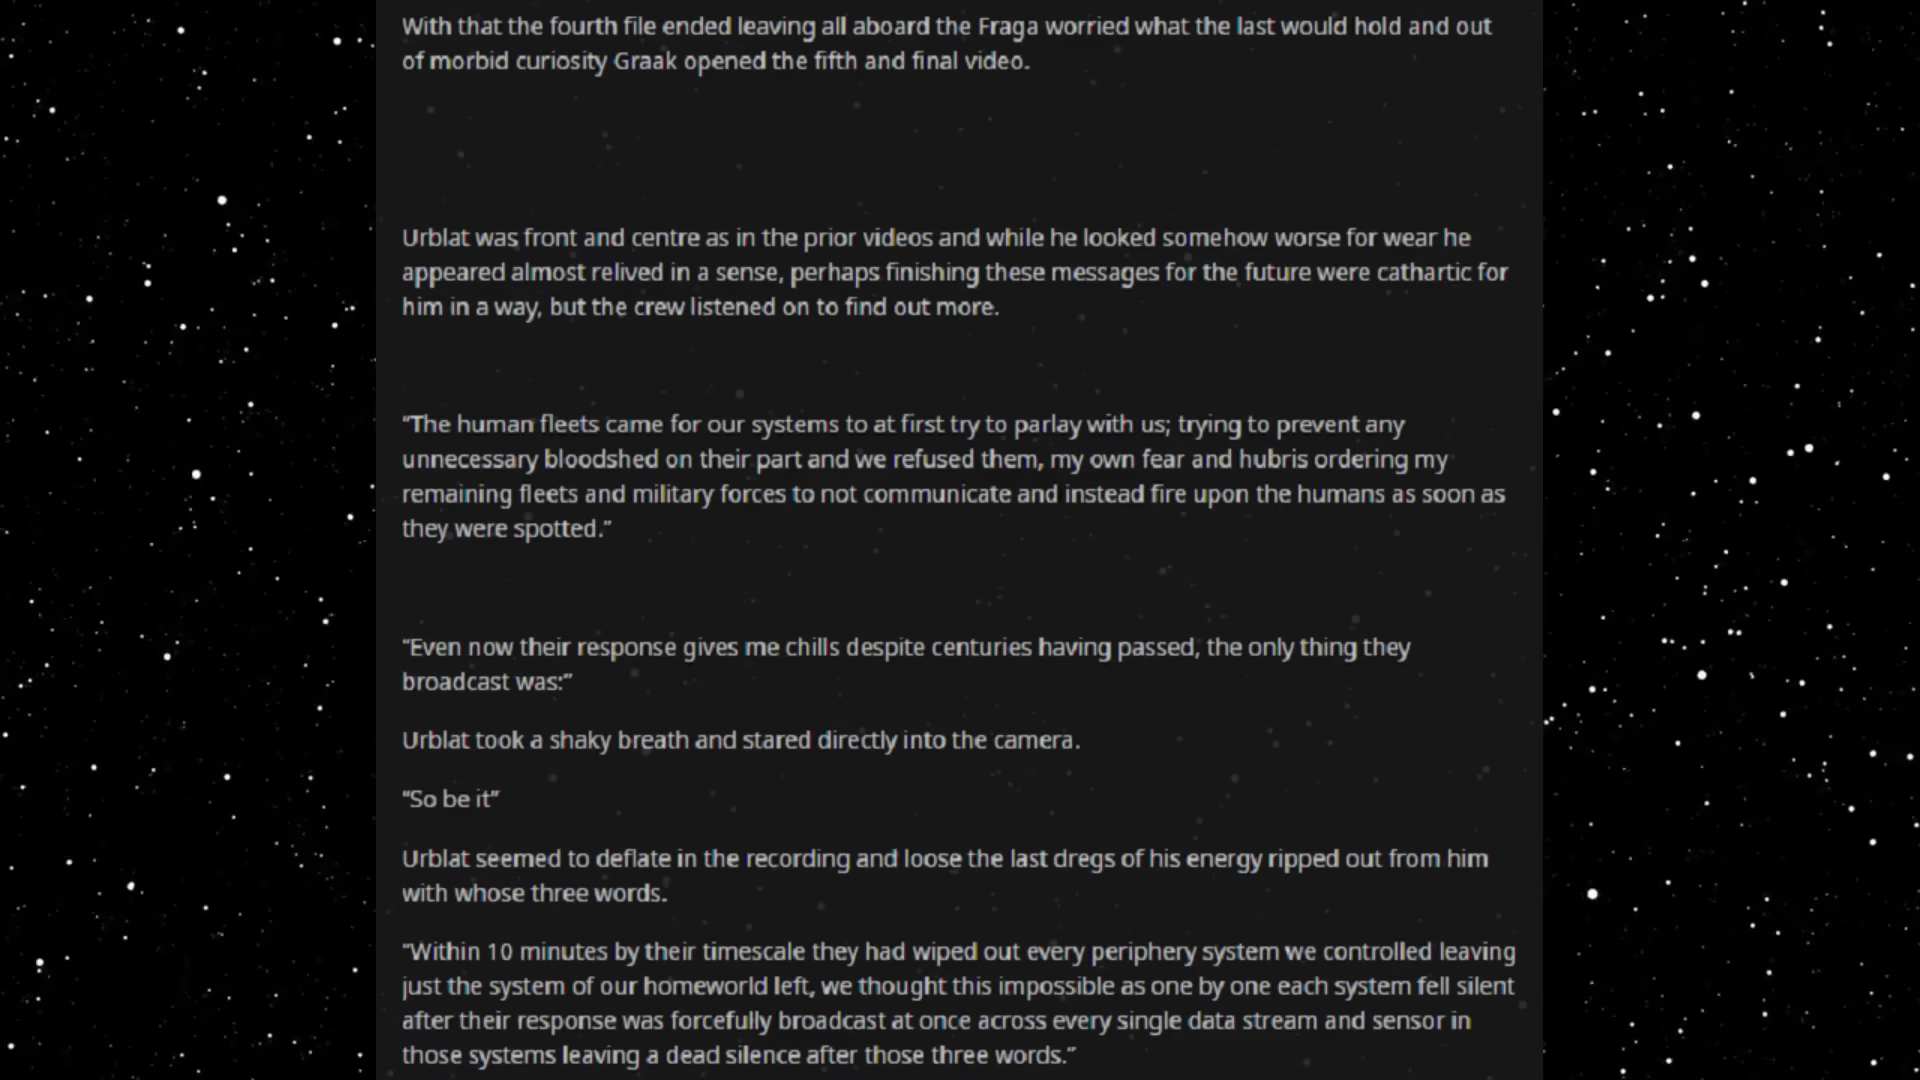 With that the fourth file ended leaving all aboard the Fraga worried what the last would hold and out
of morbid curiosity Graak opened the fifth and final video.
Urblat was front and centre as in the prior videos and while he looked somehow worse for wear he
appeared almost relived in a sense, perhaps finishing these messages for the future were cathartic for
him in a way, but the crew listened on to find out more.
“The human fleets came for our systems to at first try to parlay with us; trying to prevent any
unnecessary bloodshed on their part and we refused them, my own fear and hubris ordering my
remaining fleets and military forces to not communicate and instead fire upon the humans as soon as
they were spotted.”
“Even now their response gives me chills despite centuries having passed, the only thing they
broadcast was:”
Urblat took a shaky breath and stared directly into the camera.
“So be it”
Urblat seemed to deflate in the recording and loose the last dregs of his energy ripped out from him
with whose three words.
“Within 10 minutes by their timescale they had wiped out every periphery system we controlled leaving
just the system of our homeworld left, we thought this impossible as one by one each system fell silent
after their response was forcefully broadcast at once across every single data stream and sensor in
those systems leaving a dead silence after those three words.”